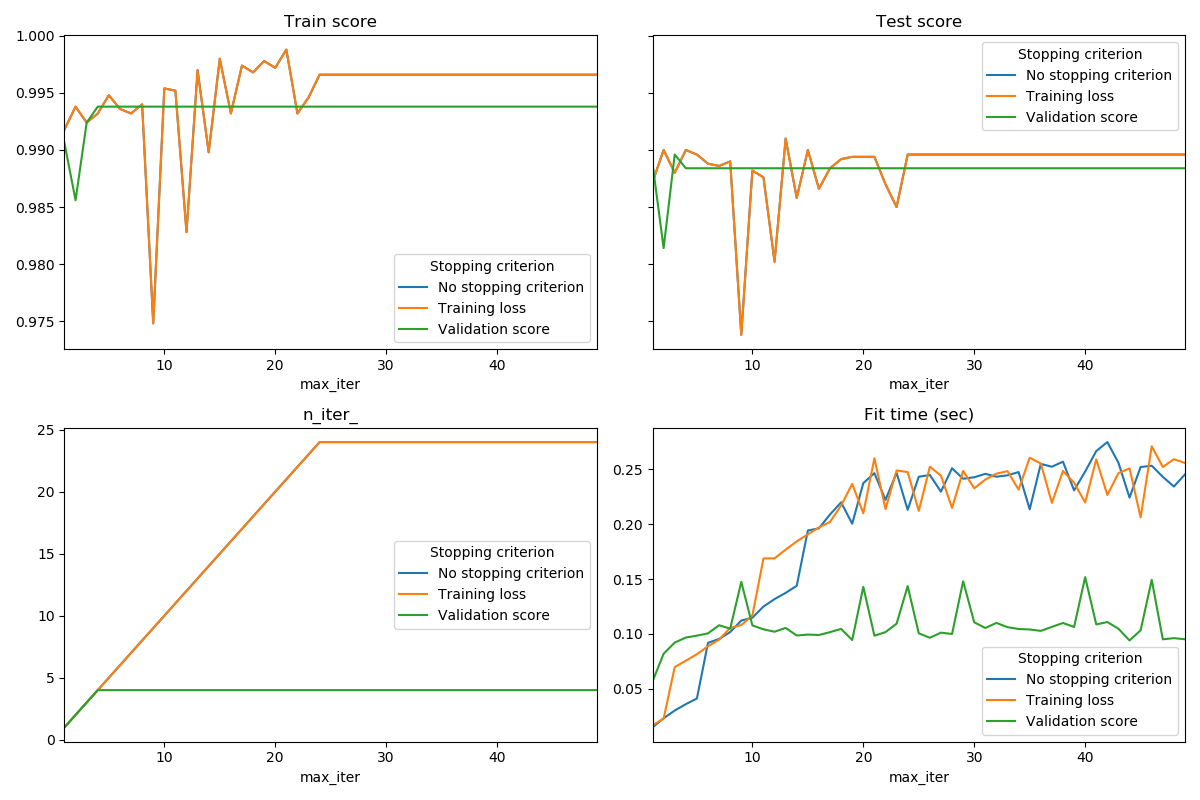 Train score
1.000
0.995
0.990
0.985
0.980
0.975
Stopping criterion
No stopping criterion
Training loss
Validation score
10
20
30
40
max_iter
Test score
Stopping criterion
No stopping criterion
Training loss
Validation score
10
20
30
40
max_iter
n_iter_
25
20
15
10
5
0
Stopping criterion
No stopping criterion
Training loss
Validation score
10
20
30
40
max_iter
Fit time (sec)
0.25
0.20
0.15
0.10
0.05
Stopping criterion
No stopping criterion
Training loss
Validation score
10
20
30
40
max_iter